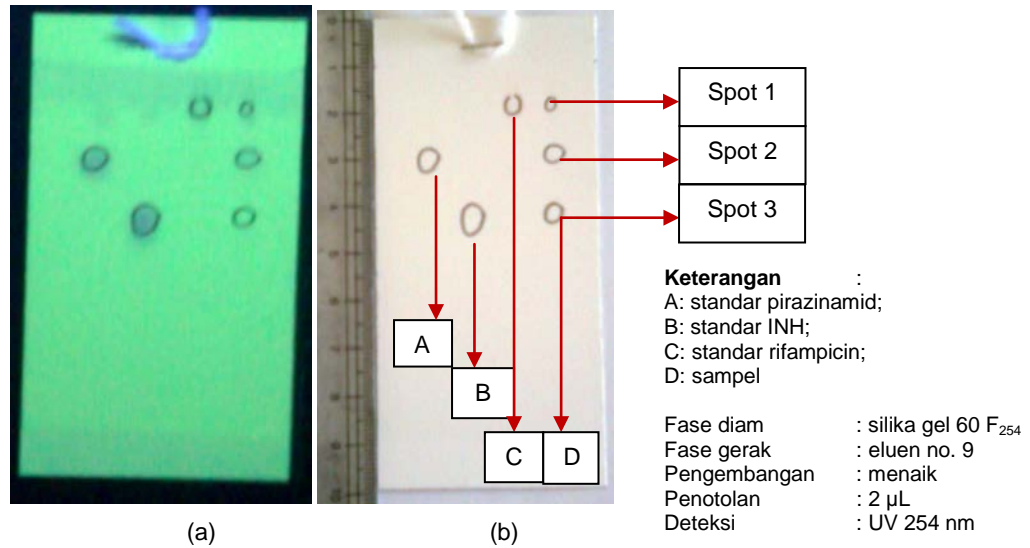 Spot 1
Spot 2
Spot 3
A
B
C
D
(a)
(b)
Keterangan :
A: standar pirazinamid;
B: standar INH;
C: standar rifampicin;
D: sampel
Fase diam : silika gel 60 F₂₅₄
Fase gerak : eluen no. 9
Pengembangan : menaik
Penotolan : 2 µL
Deteksi : UV 254 nm